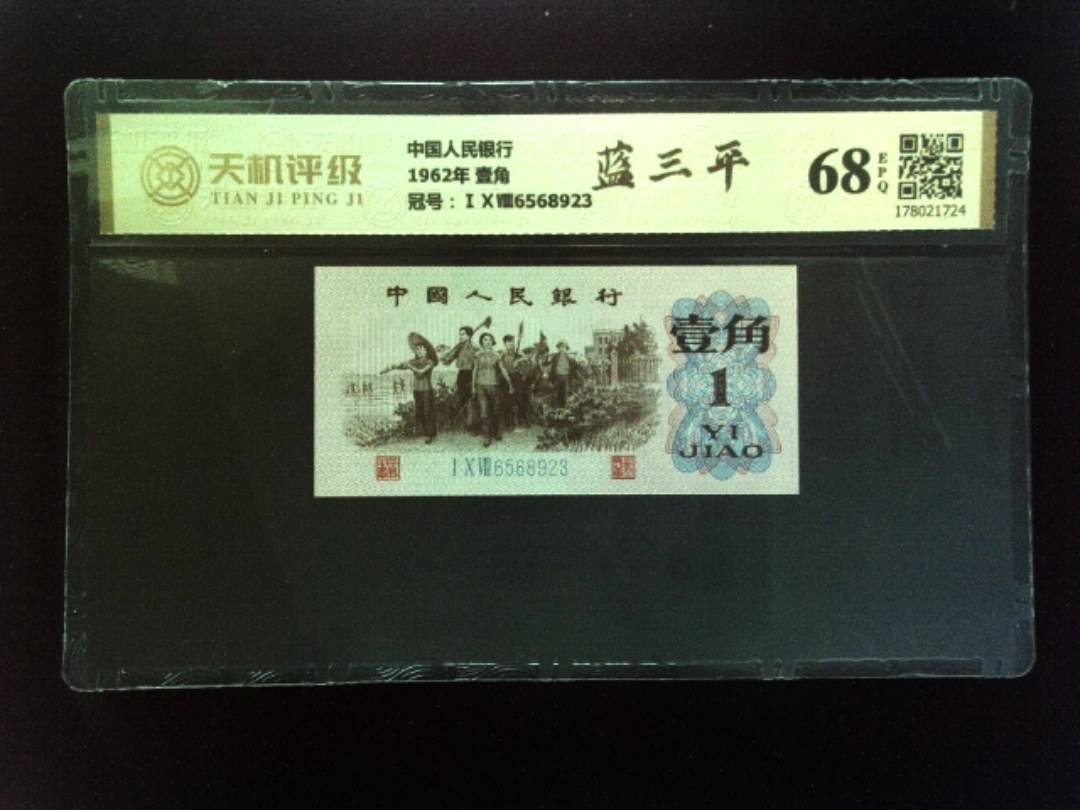 天机评级
TIAN JI PING JI
中国人民银行
1962年 壹角
冠号：ⅠⅩⅧ6568923
蓝三平
68
EPQ
178021724
中國人民銀行
壹角
1
YI
JIAO
ⅠⅩⅧ6568923